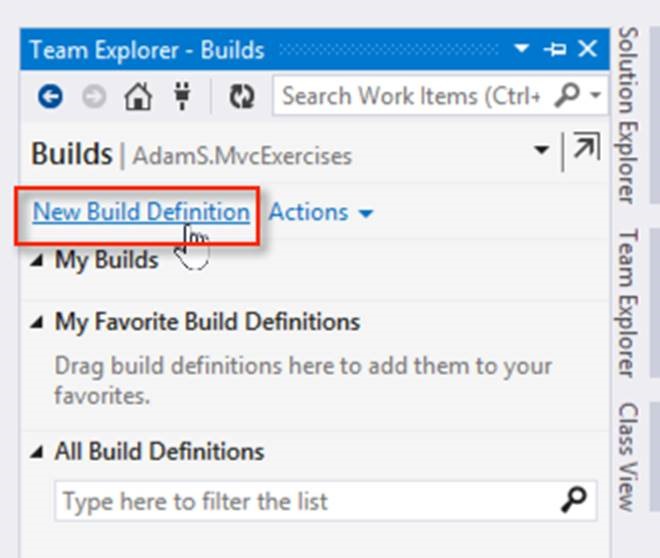 Team Explorer - Builds
Search Work Items (Ctrl+
Builds | AdamS.MvcExercises
New Build Definition Actions
My Builds
My Favorite Build Definitions
Drag build definitions here to add them to your
favorites.
All Build Definitions
Type here to filter the list
Solution Explorer
Team Explorer
Class View